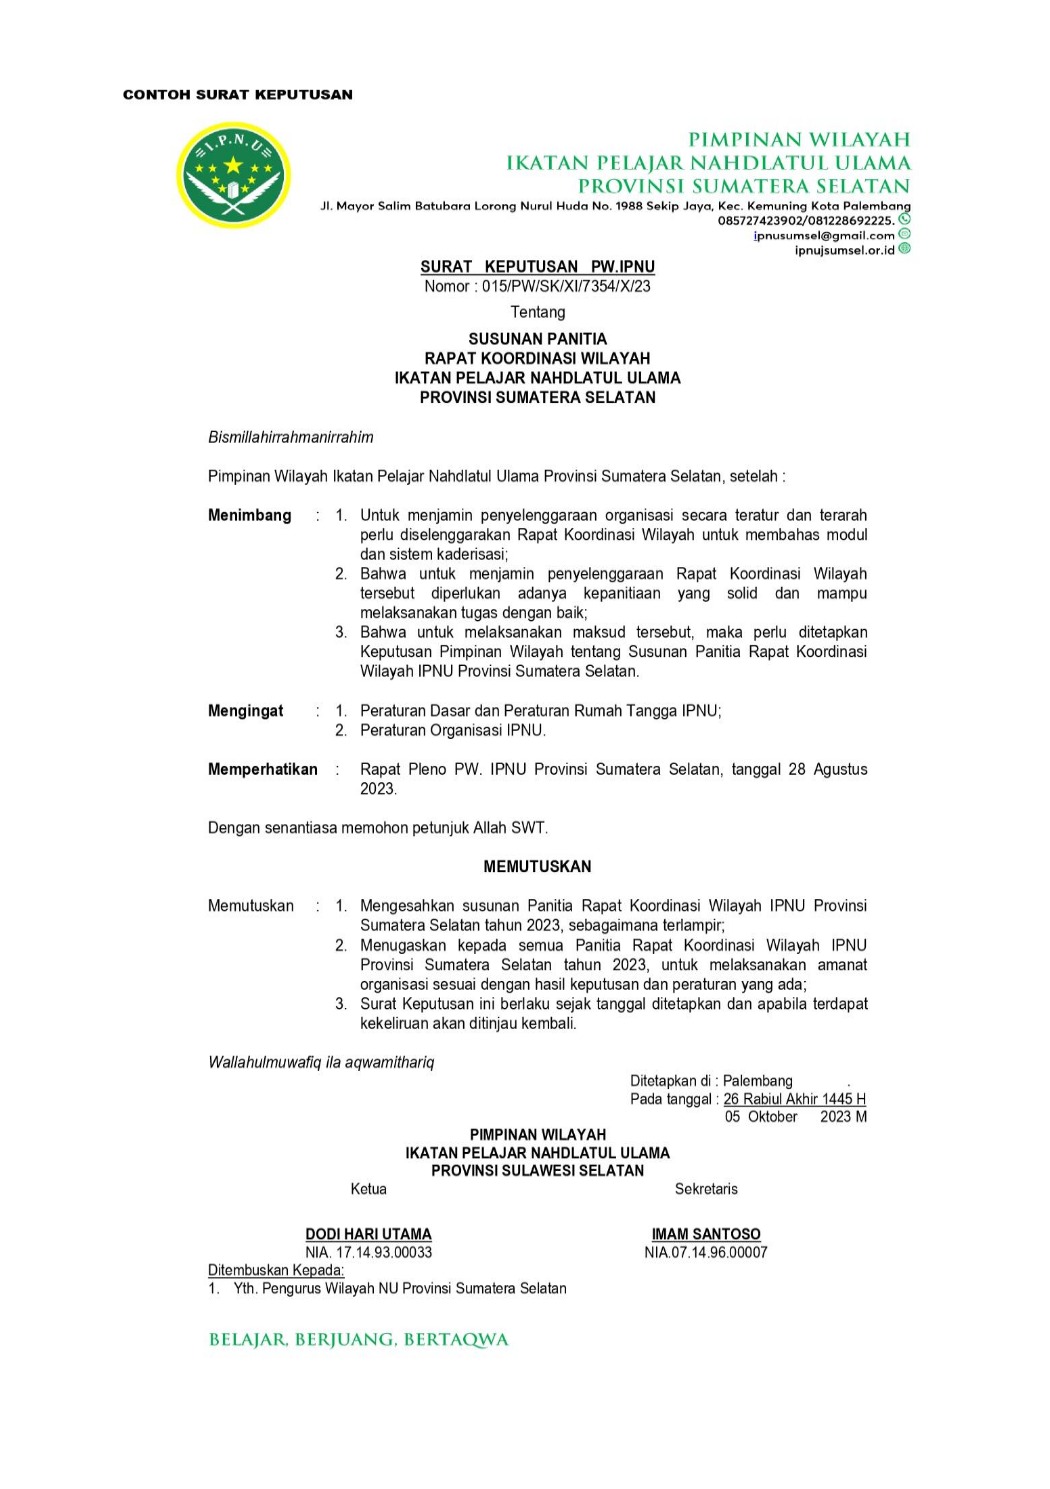 CONTOH SURAT KEPUTUSAN
I.P.N.U
PIMPINAN WILAYAH
IKATAN PELAJAR NAHDLATUL ULAMA
PROVINSI SUMATERA SELATAN
Jl. Mayor Salim Batubara Lorong Nurul Huda No. 1988 Sekip Jaya, Kec. Kemuning Kota Palembang
085727423902/081228692225.
ipnusumsel@gmail.com
ipnujsumsel.or.id
SURAT KEPUTUSAN PW.IPNU
Nomor : 015/PW/SK/XI/7354/X/23
Tentang
SUSUNAN PANITIA
RAPAT KOORDINASI WILAYAH
IKATAN PELAJAR NAHDLATUL ULAMA
PROVINSI SUMATERA SELATAN
Bismillahirrahmanirrahim
Pimpinan Wilayah Ikatan Pelajar Nahdlatul Ulama Provinsi Sumatera Selatan, setelah :
Menimbang : 1. Untuk menjamin penyelenggaraan organisasi secara teratur dan terarah
perlu diselenggarakan Rapat Koordinasi Wilayah untuk membahas modul
dan sistem kaderisasi;
2. Bahwa untuk menjamin penyelenggaraan Rapat Koordinasi Wilayah
tersebut diperlukan adanya kepanitiaan yang solid dan mampu
melaksanakan tugas dengan baik;
3. Bahwa untuk melaksanakan maksud tersebut, maka perlu ditetapkan
Keputusan Pimpinan Wilayah tentang Susunan Panitia Rapat Koordinasi
Wilayah IPNU Provinsi Sumatera Selatan.
Mengingat : 1. Peraturan Dasar dan Peraturan Rumah Tangga IPNU;
2. Peraturan Organisasi IPNU.
Memperhatikan : Rapat Pleno PW. IPNU Provinsi Sumatera Selatan, tanggal 28 Agustus
2023.
Dengan senantiasa memohon petunjuk Allah SWT.
MEMUTUSKAN
Memutuskan : 1. Mengesahkan susunan Panitia Rapat Koordinasi Wilayah IPNU Provinsi
Sumatera Selatan tahun 2023, sebagaimana terlampir;
2. Menugaskan kepada semua Panitia Rapat Koordinasi Wilayah IPNU
Provinsi Sumatera Selatan tahun 2023, untuk melaksanakan amanat
organisasi sesuai dengan hasil keputusan dan peraturan yang ada;
3. Surat Keputusan ini berlaku sejak tanggal ditetapkan dan apabila terdapat
kekeliruan akan ditinjau kembali.
Wallahulmuwafiq ila aqwamithariq
Ditetapkan di : Palembang .
Pada tanggal : 26 Rabiul Akhir 1445 H
05 Oktober 2023 M
PIMPINAN WILAYAH
IKATAN PELAJAR NAHDLATUL ULAMA
PROVINSI SULAWESI SELATAN
Ketua Sekretaris
DODI HARI UTAMA IMAM SANTOSO
NIA. 17.14.93.00033 NIA.07.14.96.00007
Ditembuskan Kepada:
1. Yth. Pengurus Wilayah NU Provinsi Sumatera Selatan
BELAJAR, BERJUANG, BERTAQWA